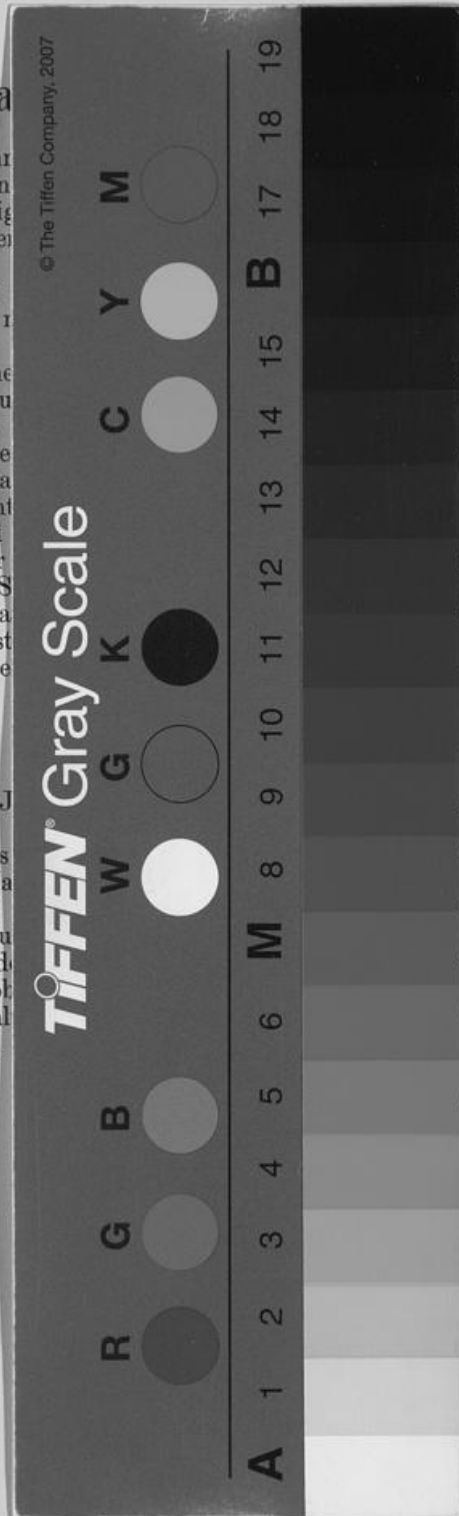 © The Tiffen Company, 2007
TIFFEN® Gray Scale
R G B W G K C Y M
A 1 2 3 4 5 6 M 8 9 10 11 12 13 14 15 B 17 18 19